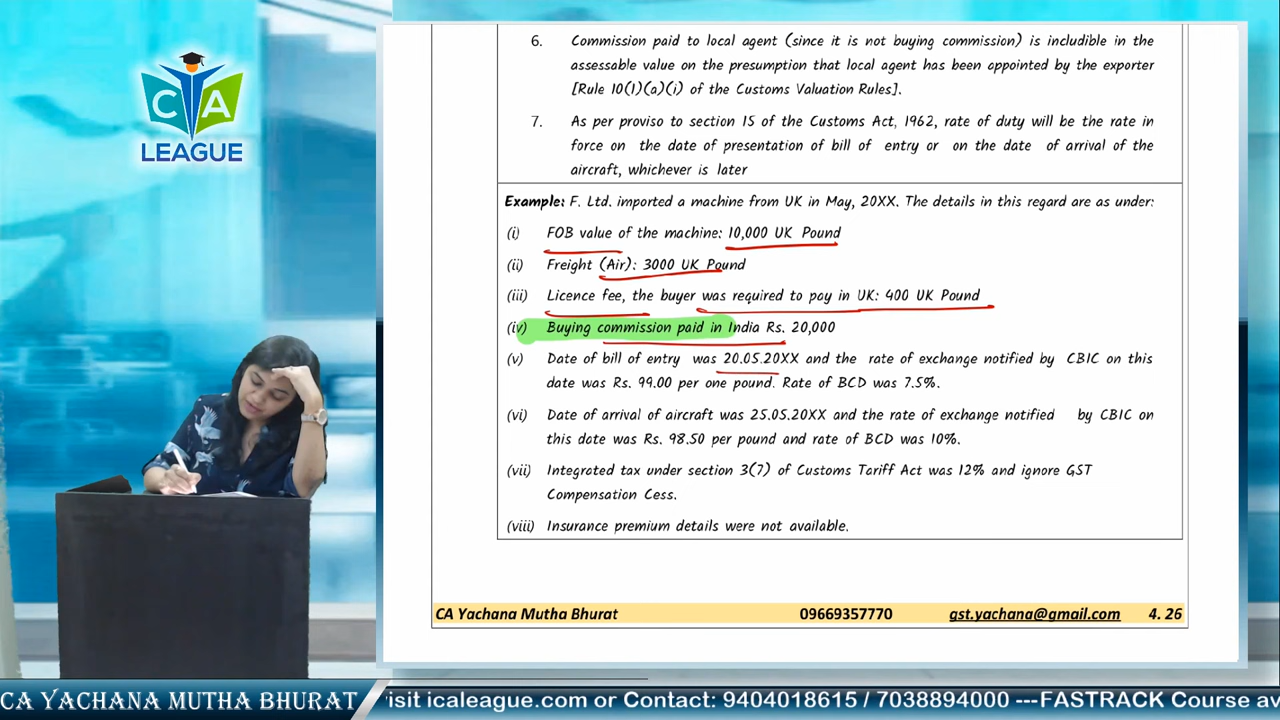 C A
LEAGUE
6. Commission paid to local agent (since it is not buying commission) is includible in the
assessable value on the presumption that local agent has been appointed by the exporter
[Rule 10(1)(a)(i) of the Customs Valuation Rules].
7. As per proviso to section 15 of the Customs Act, 1962, rate of duty will be the rate in
force on the date of presentation of bill of entry or on the date of arrival of the
aircraft, whichever is later
Example: F. Ltd. imported a machine from UK in May, 20XX. The details in this regard are as under:
(i) FOB value of the machine: 10,000 UK Pound
(ii) Freight (Air): 3000 UK Pound
(iii) Licence fee, the buyer was required to pay in UK: 400 UK Pound
(iv) Buying commission paid in India Rs. 20,000
(v) Date of bill of entry was 20.05.20XX and the rate of exchange notified by CBIC on this
date was Rs. 99.00 per one pound. Rate of BCD was 7.5%.
(vi) Date of arrival of aircraft was 25.05.20XX and the rate of exchange notified by CBIC on
this date was Rs. 98.50 per pound and rate of BCD was 10%.
(vii) Integrated tax under section 3(7) of Customs Tariff Act was 12% and ignore GST
Compensation Cess.
(viii) Insurance premium details were not available.
CA Yachana Mutha Bhurat 09669357770 gst.yachana@gmail.com 4. 26
CA YACHANA MUTHA BHURAT isit icaleague.com or Contact: 9404018615 / 7038894000 ---FASTRACK Course av